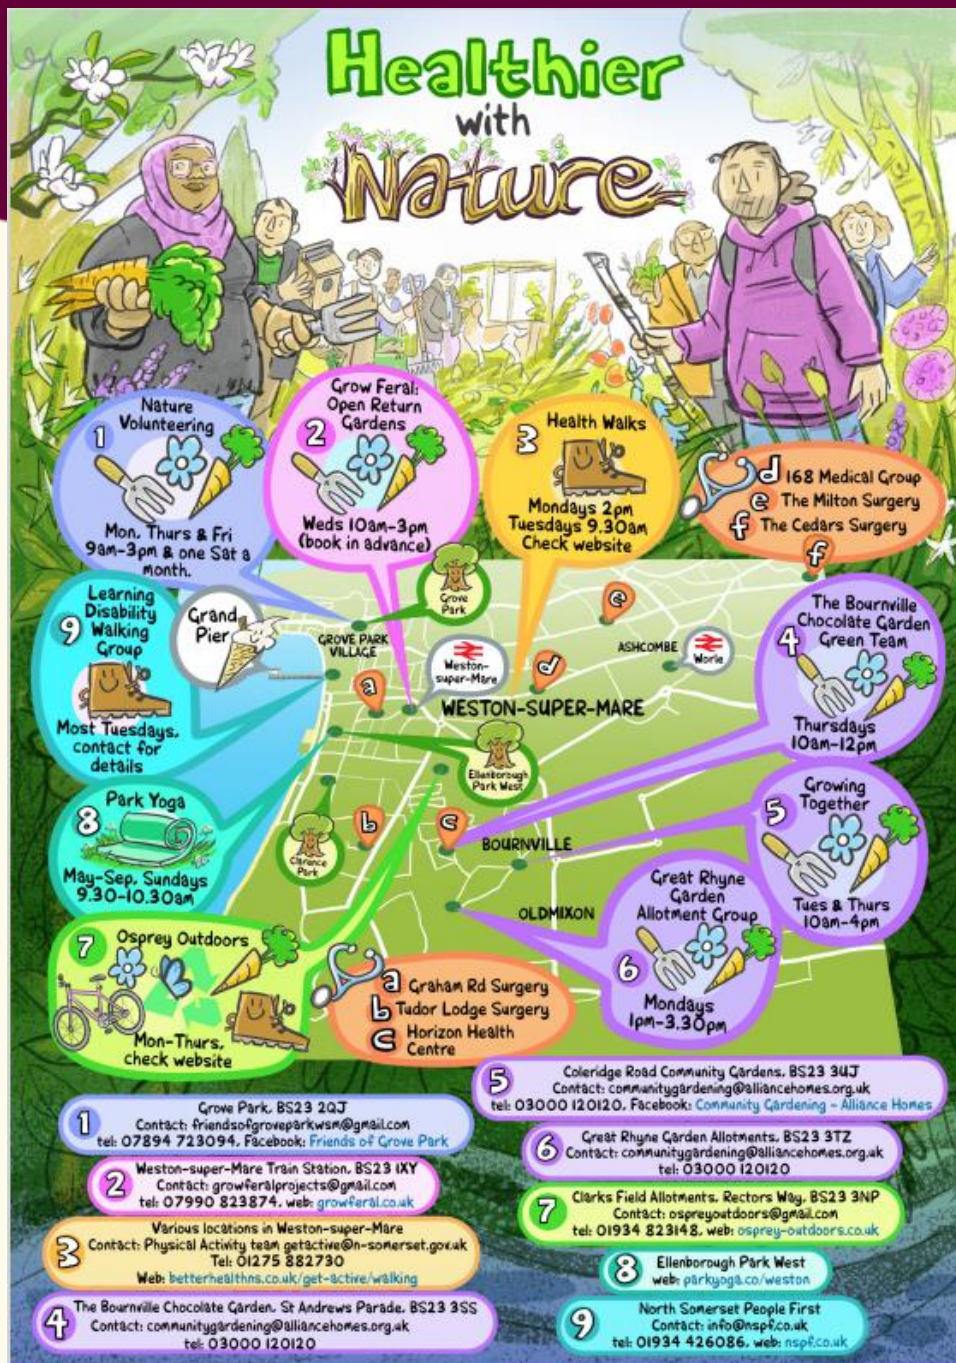 Healthier
with
Nature
1
Nature
Volunteering
Mon, Thurs & Fri
9am-3pm & one Sat a
month.
2
Grow Feral:
Open Return
Gardens
Weds 10am-3pm
(book in advance)
3
Health Walks
Mondays 2pm
Tuesdays 9.30am
Check website
d 168 Medical Group
e The Milton Surgery
f The Cedars Surgery
f
9
Learning
Disability
Walking
Group
Most Tuesdays,
contact for
details
Grand
Pier
Grove
Park
GROVE PARK
VILLAGE
Weston-
super-Mare
e
ASHCOMBE
Worle
a
d
WESTON-SUPER-MARE
4
The Bournville
Chocolate Garden
Green Team
Thursdays
10am-12pm
Ellenborough
Park West
8
Park Yoga
May-Sep, Sundays
9.30-10.30am
Clarence
Park
b
c
BOURNVILLE
OLDMIXON
5
Growing
Together
Tues & Thurs
10am-4pm
6
Great Rhyne
Garden
Allotment Group
Mondays
1pm-3.30pm
7
Osprey Outdoors
Mon-Thurs,
check website
a Graham Rd Surgery
b Tudor Lodge Surgery
c Horizon Health
Centre
1
Grove Park, BS23 2QJ
Contact: friendsofgroveparkwsm@gmail.com
tel: 07894 723094, Facebook: Friends of Grove Park
2
Weston-super-Mare Train Station, BS23 1XY
Contact: growferalprojects@gmail.com
tel: 07990 823874, web: growferal.co.uk
3
Various locations in Weston-super-Mare
Contact: Physical Activity team getactive@n-somerset.gov.uk
Tel: 01275 882730
Web: betterhealthns.co.uk/get-active/walking
4
The Bournville Chocolate Garden, St Andrews Parade, BS23 3SS
Contact: communitygardening@alliancehomes.org.uk
tel: 03000 120120
5
Coleridge Road Community Gardens, BS23 3UJ
Contact: communitygardening@alliancehomes.org.uk
tel: 03000 120120, Facebook: Community Gardening - Alliance Homes
6
Great Rhyne Garden Allotments, BS23 3TZ
Contact: communitygardening@alliancehomes.org.uk
tel: 03000 120120
7
Clarks Field Allotments, Rectors Way, BS23 3NP
Contact: ospreyoutdoors@gmail.com
tel: 01934 823148, web: osprey-outdoors.co.uk
8
Ellenborough Park West
web: parkyoga.co/weston
9
North Somerset People First
Contact: info@nspf.co.uk
tel: 01934 426086, web: nspf.co.uk